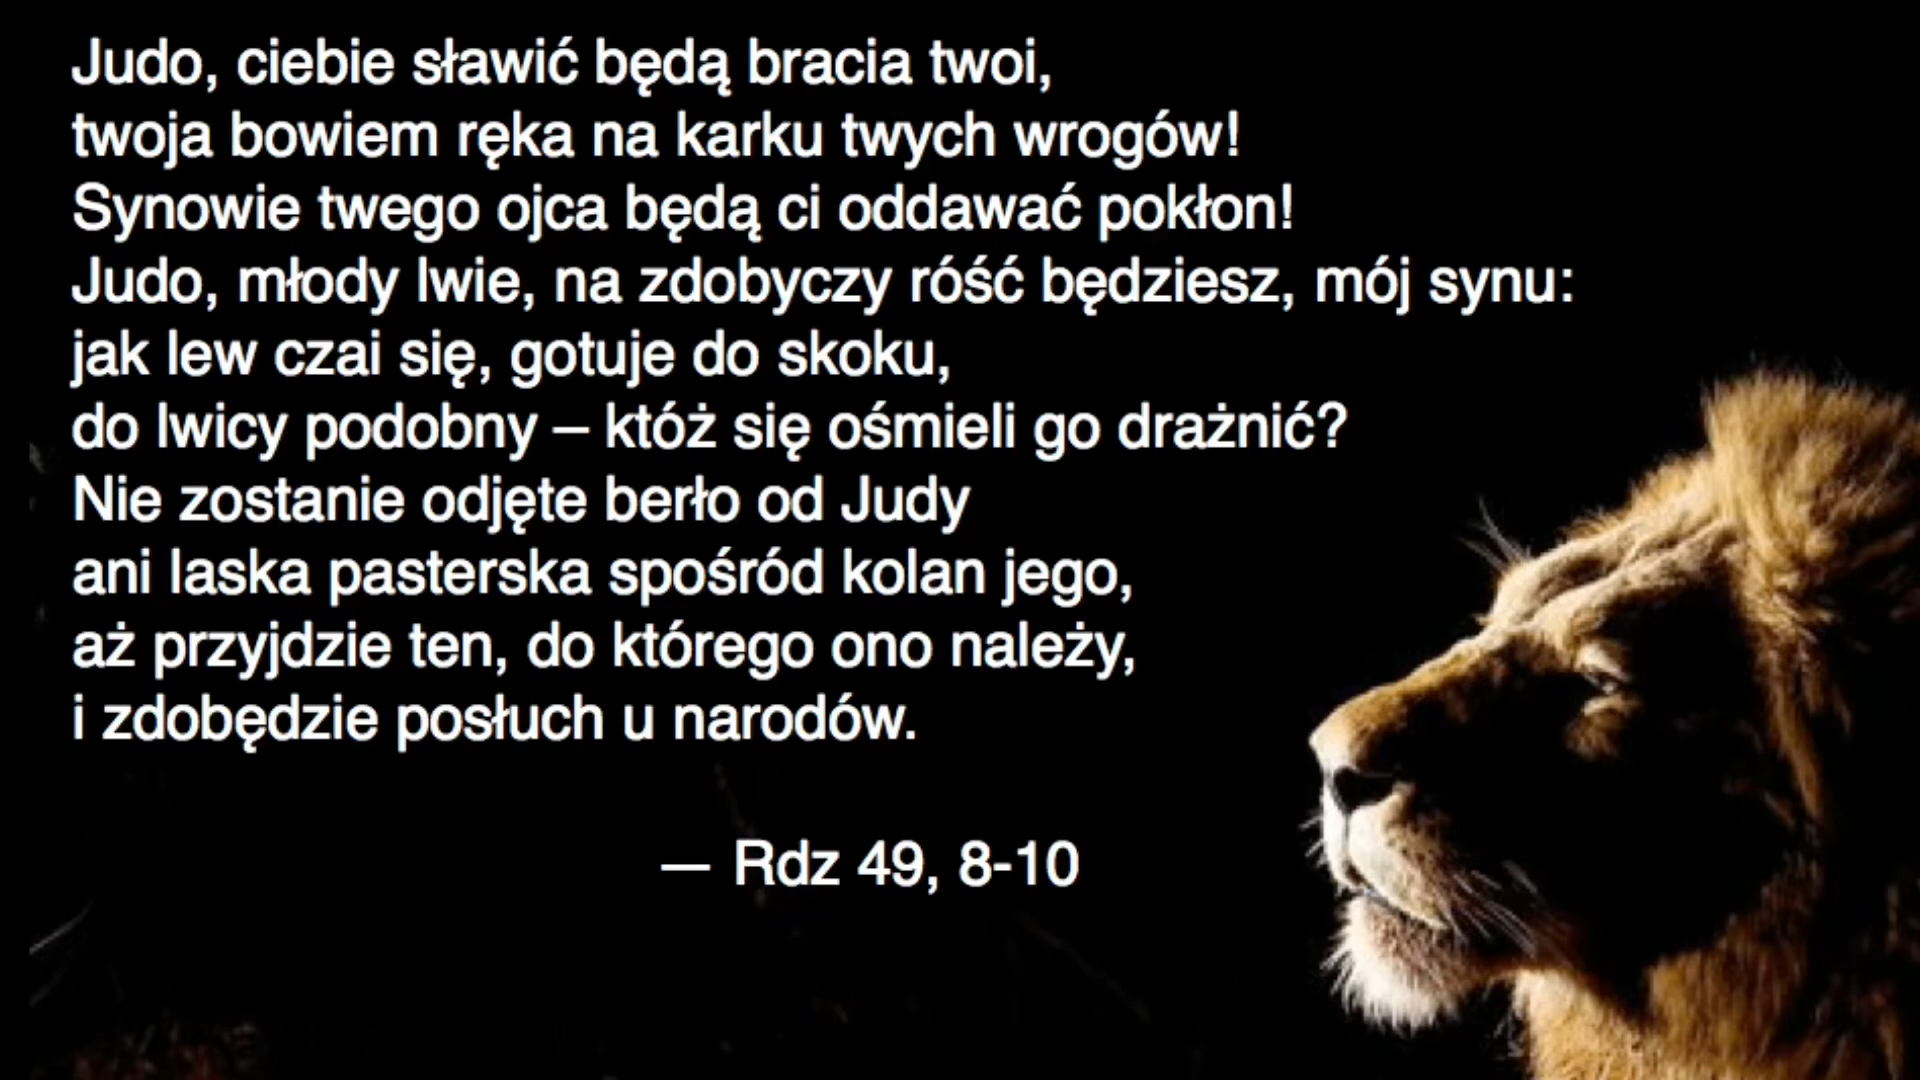 Judo, ciebie sławić będą bracia twoi,
twoja bowiem ręka na karku twych wrogów!
Synowie twego ojca będą ci oddawać pokłon!
Judo, młody lwie, na zdobyczy róść będziesz, mój synu:
jak lew czai się, gotuje do skoku,
do lwicy podobny – któż się ośmieli go drażnić?
Nie zostanie odjęte berło od Judy
ani laska pasterska spośród kolan jego,
aż przyjdzie ten, do którego ono należy,
i zdobędzie posłuch u narodów.
— Rdz 49, 8-10